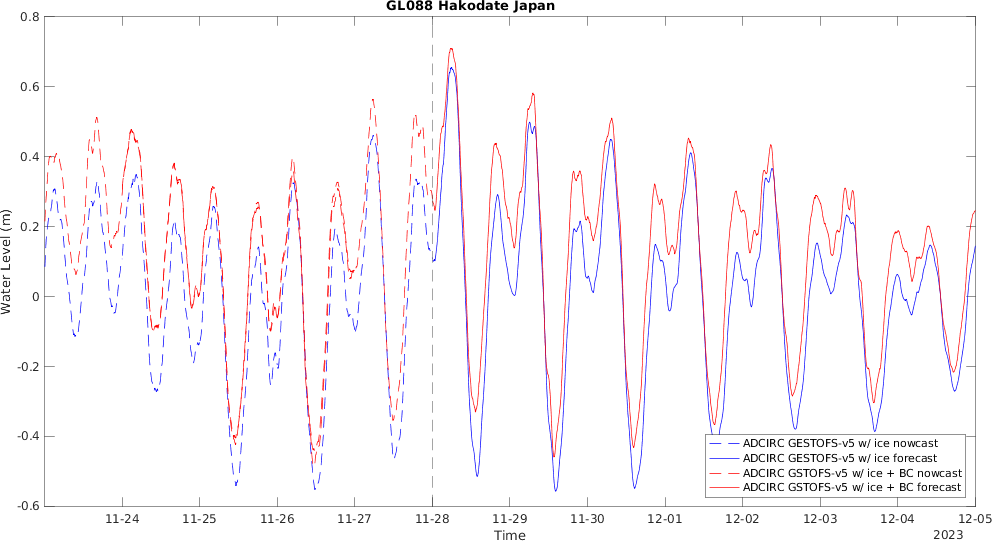 GL088 Hakodate Japan
0.8
0.6
0.4
0.2
0
-0.2
-0.4
-0.6
Water Level (m)
11-24 11-25 11-26 11-27 11-28 11-29 11-30 12-01 12-02 12-03 12-04 12-05
Time
2023
ADCIRC GESTOFS-v5 w/ ice nowcast
ADCIRC GESTOFS-v5 w/ ice forecast
ADCIRC GSTOFS-v5 w/ ice + BC nowcast
ADCIRC GSTOFS-v5 w/ ice + BC forecast